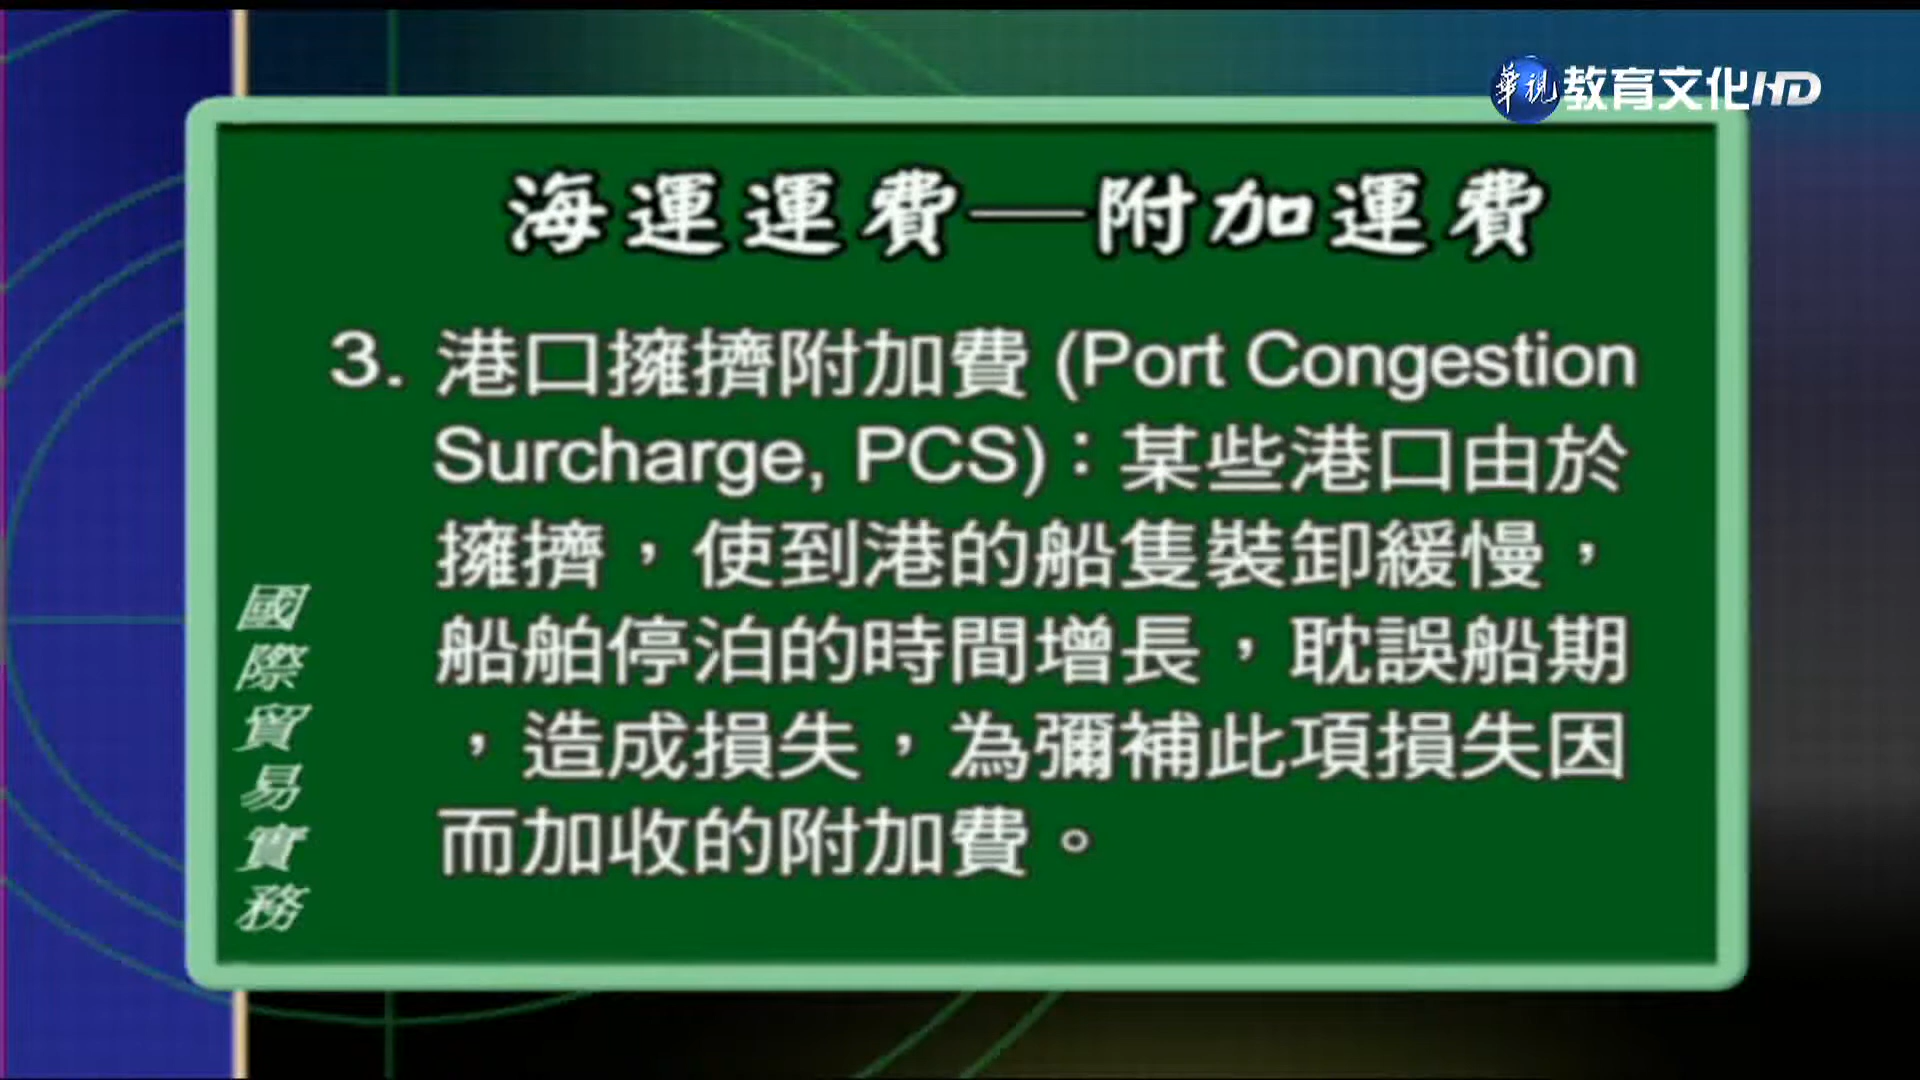 華視 教育文化HD
海運運費—附加運費
3. 港口擁擠附加費 (Port Congestion
Surcharge, PCS)：某些港口由於
擁擠，使到港的船隻裝卸緩慢，
船舶停泊的時間增長，耽誤船期
，造成損失，為彌補此項損失因
而加收的附加費。
國際貿易實務